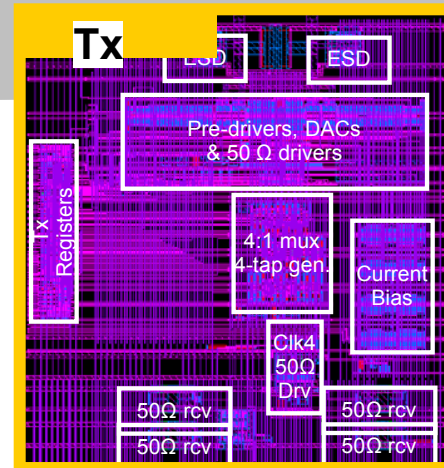 Tx
ESD
ESD
Pre-drivers, DACs
& 50 Ω drivers
Tx
Registers
4:1 mux
4-tap gen.
Current
Bias
Clk4
50Ω
Drv
50Ω rcv
50Ω rcv
50Ω rcv
50Ω rcv